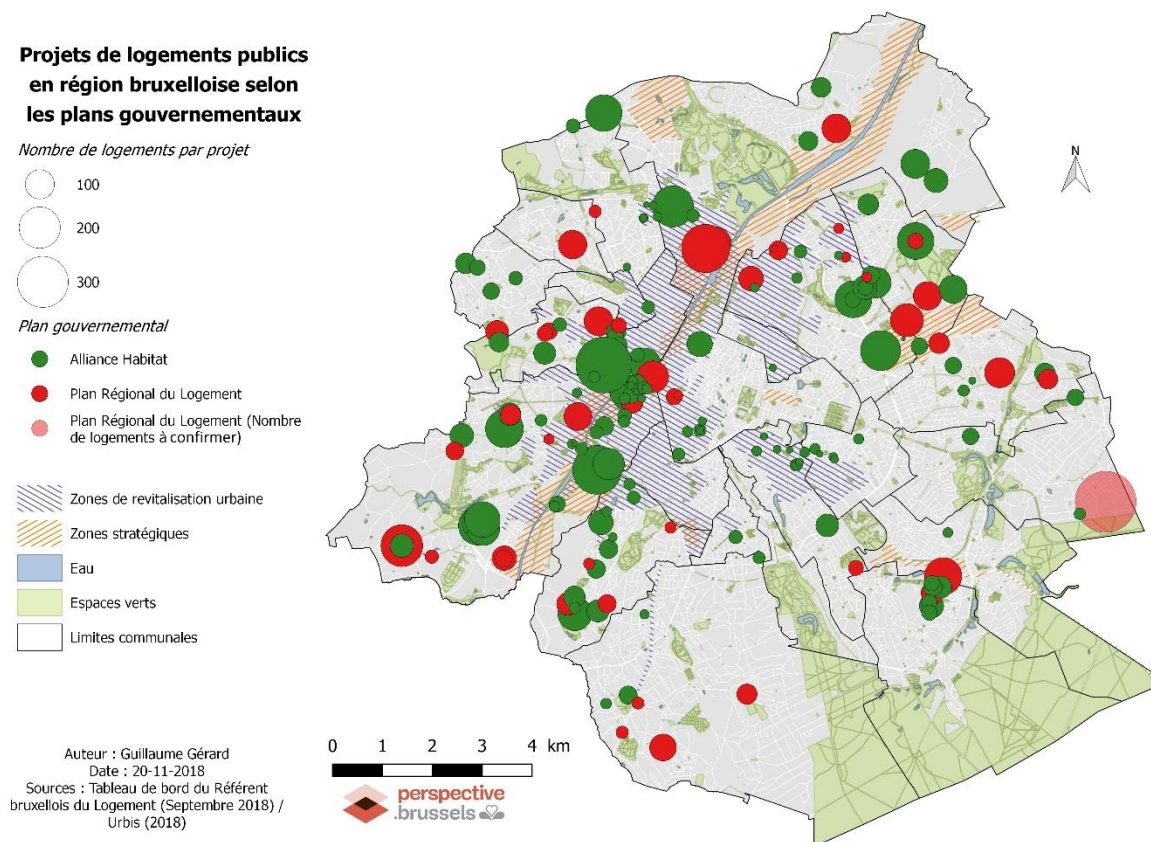 Projets de logements publics
en région bruxelloise selon
les plans gouvernementaux
Nombre de logements par projet
100
200
300
Plan gouvernemental
Alliance Habitat
Plan Régional du Logement
Plan Régional du Logement (Nombre
de logements à confirmer)
Zones de revitalisation urbaine
Zones stratégiques
Eau
Espaces verts
Limites communales
Auteur : Guillaume Gérard
Date : 20-11-2018
Sources : Tableau de bord du Référent
bruxellois du Logement (Septembre 2018) /
Urbis (2018)
0 1 2 3 4 km
perspective
.brussels
N